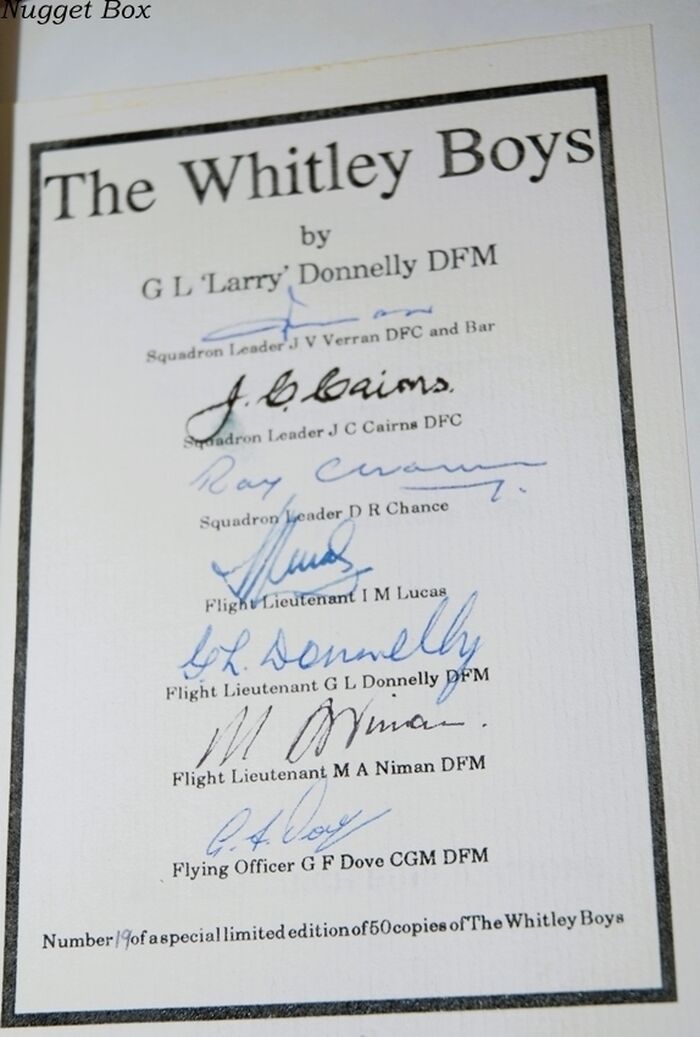 Nugget Box
The Whitley Boys
by
G L 'Larry' Donnelly DFM
Squadron Leader J V Verran DFC and Bar
J. C. Cairns.
Squadron Leader J C Cairns DFC
Ray Chance
Squadron Leader D R Chance
Flight Lieutenant I M Lucas
G L. Donnelly
Flight Lieutenant G L Donnelly DFM
M A Niman.
Flight Lieutenant M A Niman DFM
Flying Officer G F Dove CGM DFM
Number 19 of a special limited edition of 50 copies of The Whitley Boys